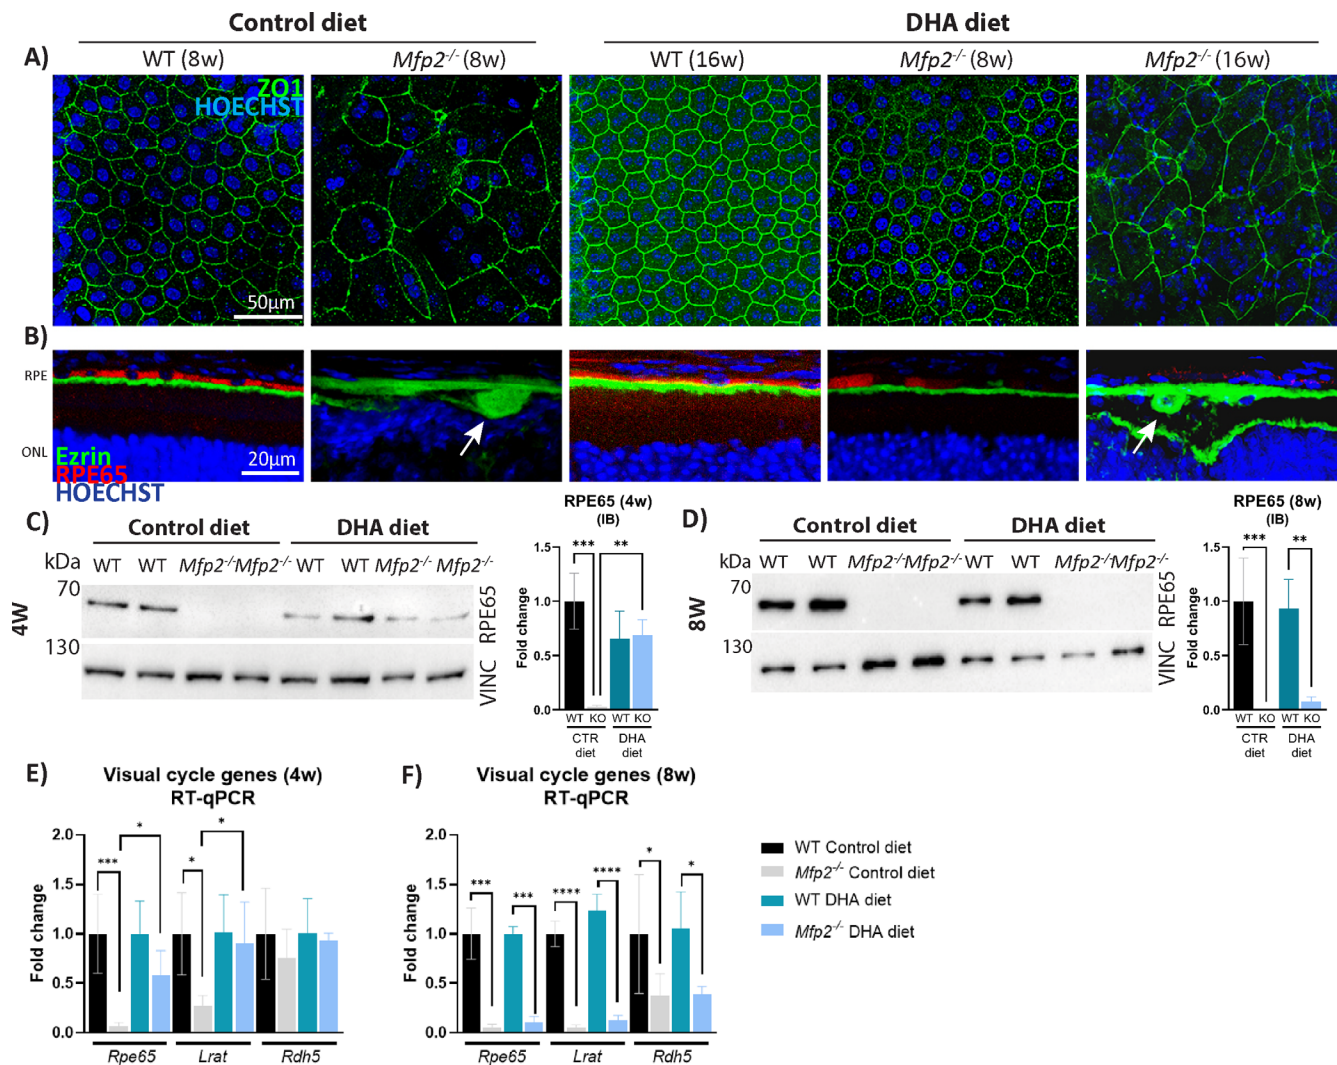 Control diet
DHA diet
A)
WT (8w)
Mfp2-/- (8w)
WT (16w)
Mfp2-/- (8w)
Mfp2-/- (16w)
ZO1
HOECHST
50μm
B)
RPE
ONL
Ezrin
RPE65
HOECHST
20μm
C)
Control diet
DHA diet
kDa
WT
WT
Mfp2-/-
Mfp2-/-
WT
WT
Mfp2-/-
Mfp2-/-
70
130
4W
RPE65
VINC
RPE65 (4w)
(IB)
***
**
Fold change
1.5
1.0
0.5
0.0
WT
KO
WT
KO
CTR
diet
DHA
diet
D)
Control diet
DHA diet
kDa
WT
WT
Mfp2-/-
Mfp2-/-
WT
WT
Mfp2-/-
Mfp2-/-
70
130
8W
RPE65
VINC
RPE65 (8w)
(IB)
***
**
Fold change
1.5
1.0
0.5
0.0
WT
KO
WT
KO
CTR
diet
DHA
diet
E)
Visual cycle genes (4w)
RT-qPCR
Fold change
2.0
1.5
1.0
0.5
0.0
***
*
*
*
Rpe65
Lrat
Rdh5
F)
Visual cycle genes (8w)
RT-qPCR
Fold change
2.0
1.5
1.0
0.5
0.0
***
***
****
****
*
*
Rpe65
Lrat
Rdh5
WT Control diet
Mfp2-/- Control diet
WT DHA diet
Mfp2-/- DHA diet